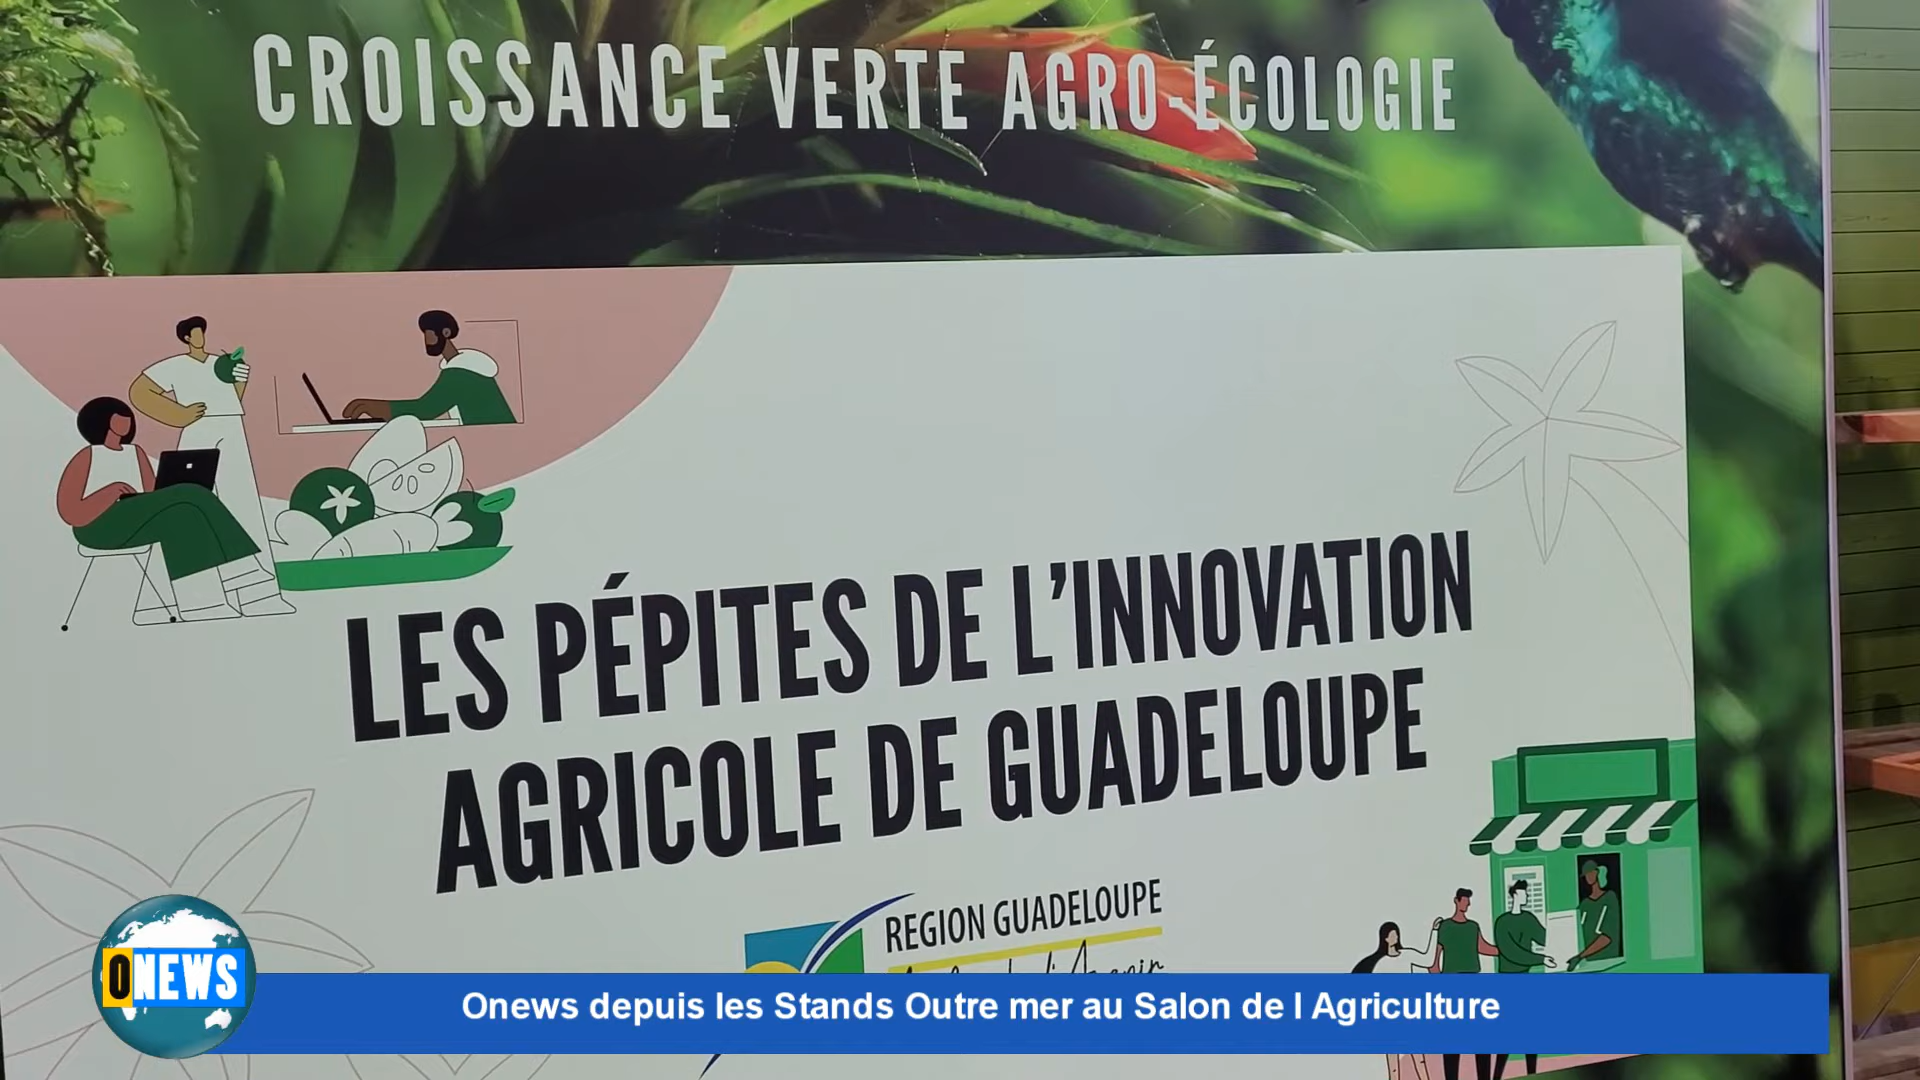 CROISSANCE VERTE AGRO-ÉCOLOGIE
LES PÉPITES DE L'INNOVATION
AGRICOLE DE GUADELOUPE
REGION GUADELOUPE
ONEWS
Onews depuis les Stands Outre mer au Salon de l Agriculture